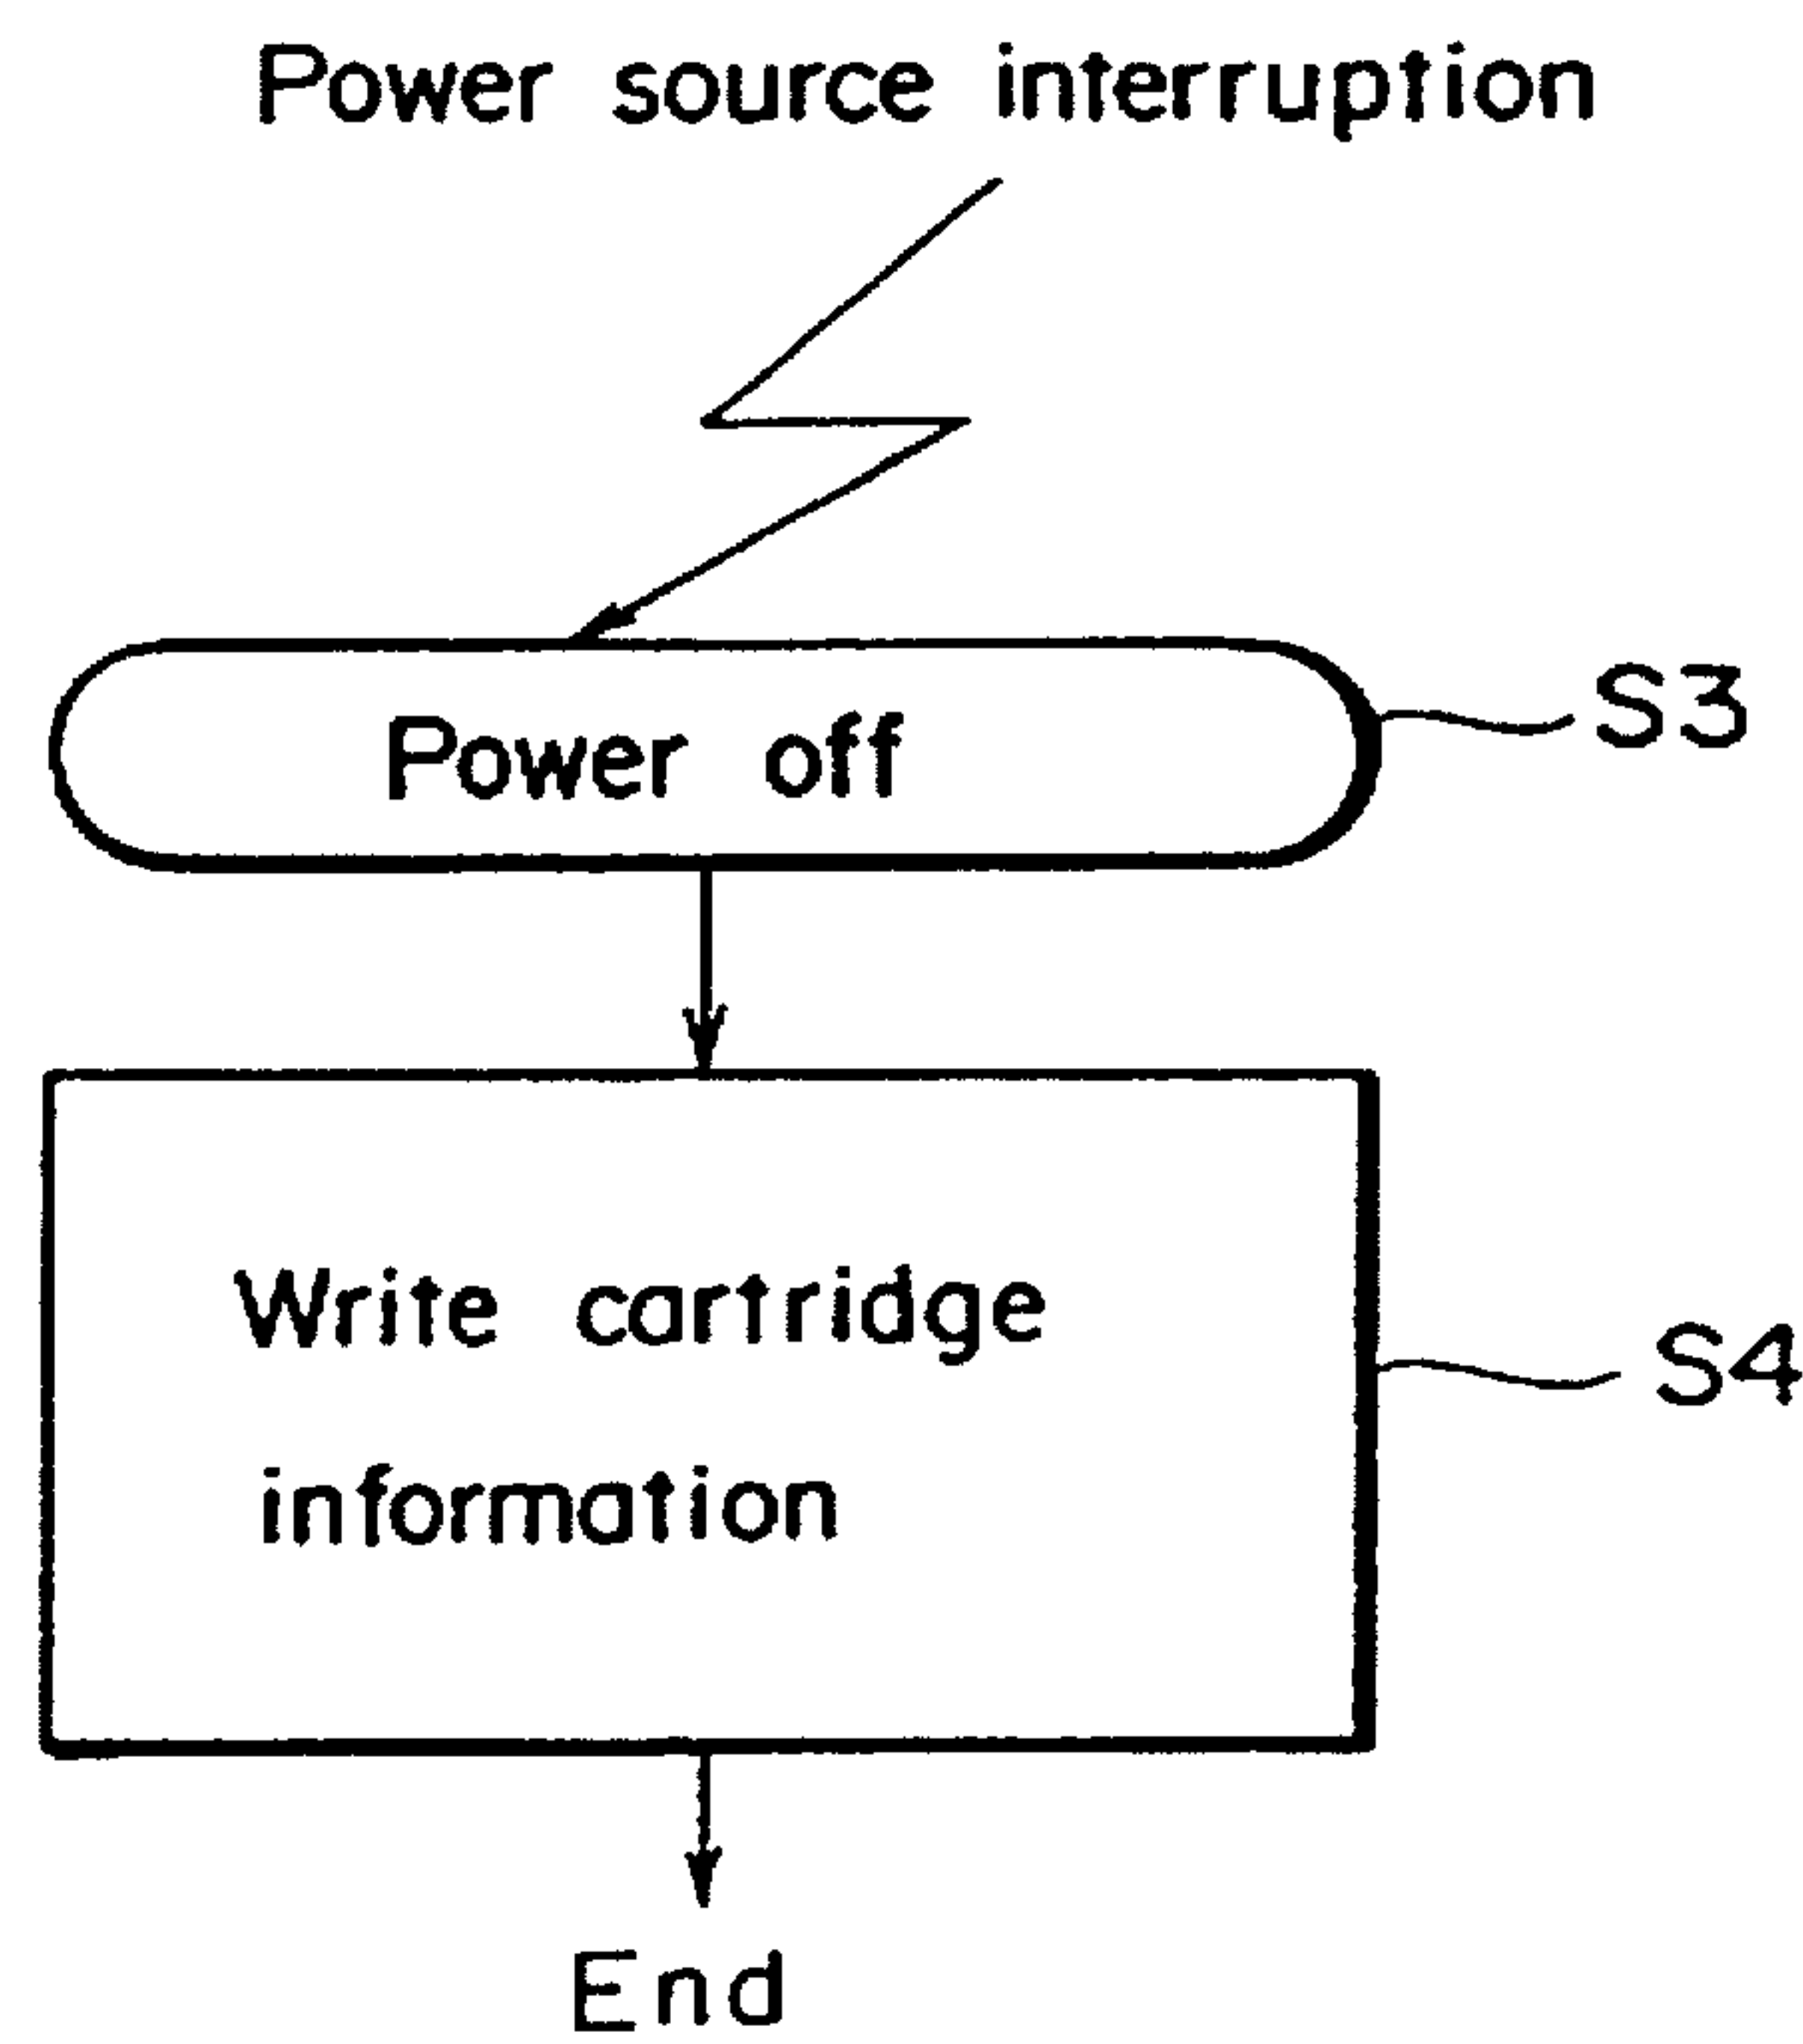 Power source interruption
Power off
S3
Write cartridge
information
S4
End